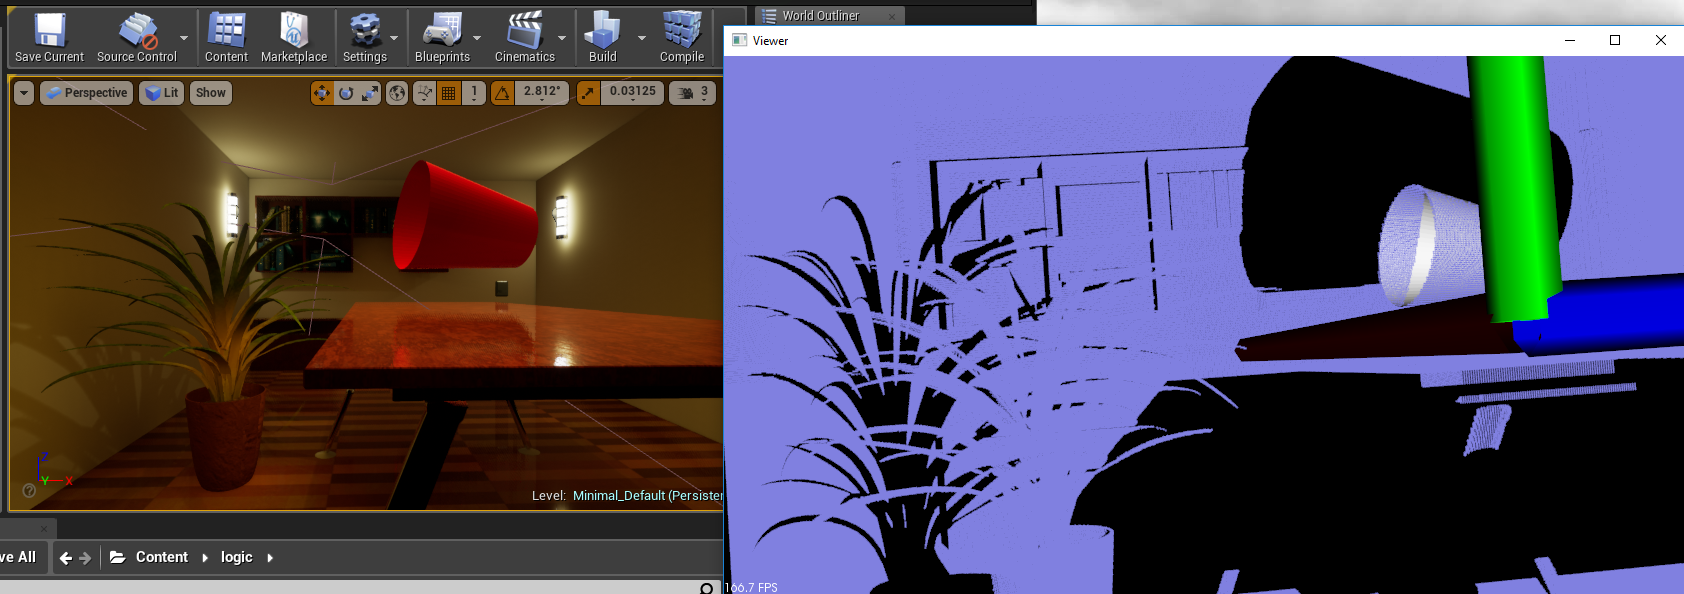 World Outliner
Save Current Source Control Content Marketplace Settings Blueprints Cinematics Build Compile
Viewer
Perspective Lit Show 1 2.812° 0.03125 3
Z
Y X
?
Level: Minimal_Default (Persister
ve All Content logic
166.7 FPS